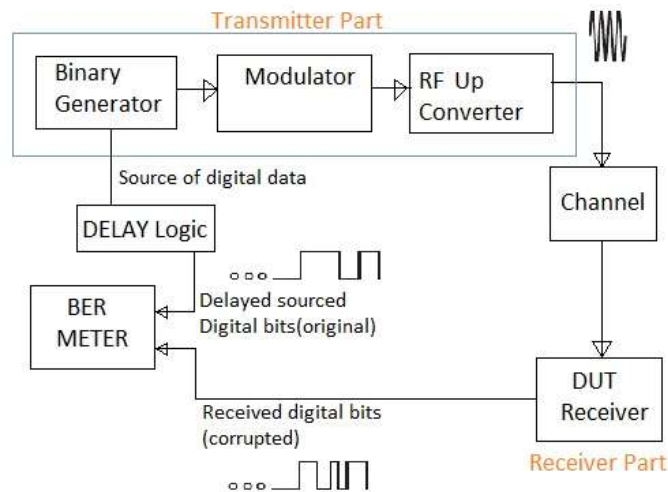 Transmitter Part
Binary
Generator
Modulator
RF Up
Converter
Source of digital data
Channel
DELAY Logic
Delayed sourced
Digital bits(original)
BER
METER
DUT
Receiver
Received digital bits
(corrupted)
Receiver Part